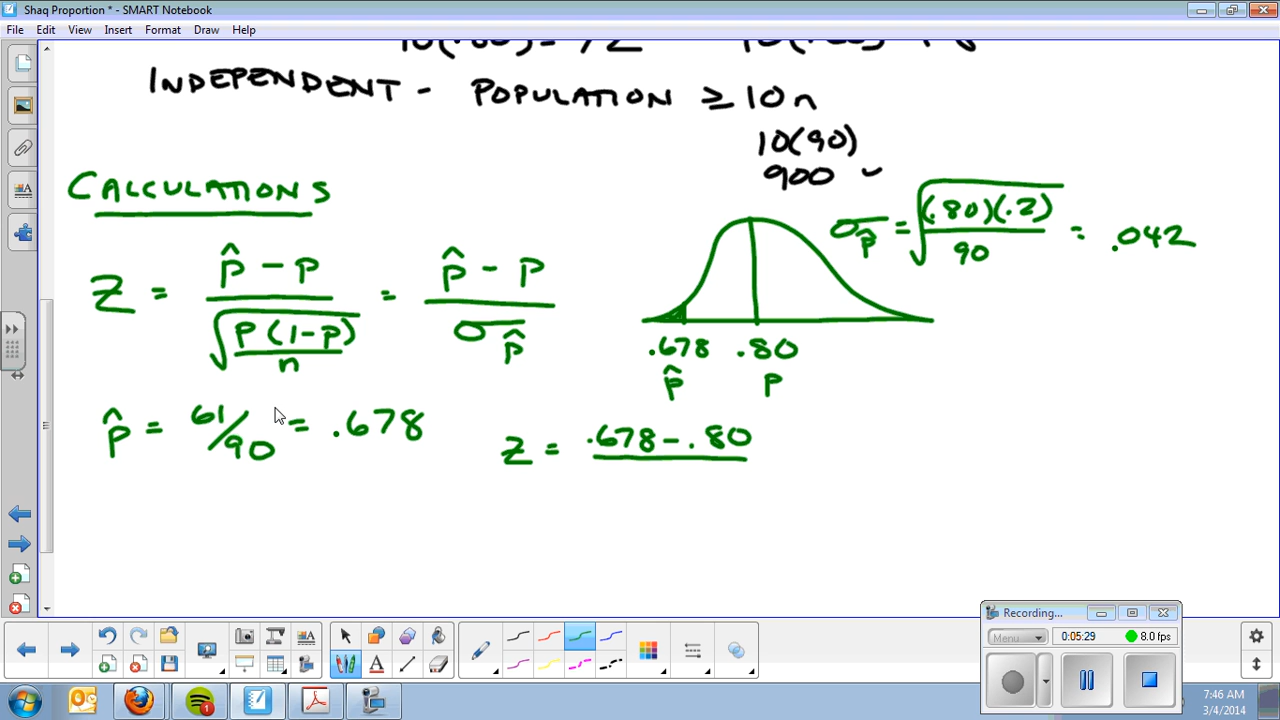 Shaq Proportion * - SMART Notebook
File Edit View Insert Format Draw Help
INDEPENDENT - POPULATION ≥ 10n
10(90)
900 ✓
CALCULATIONS
σp̂ = √((.80)(.2)/90) = .042
Z = (p̂ - p)/√(p(1-p)/n) = (p̂ - p)/σp̂
.678 .80
p̂ p
p̂ = 61/90 = .678
Z = .678 - .80
Recording...
Menu 0:05:29 8.0 fps
7:46 AM
3/4/2014